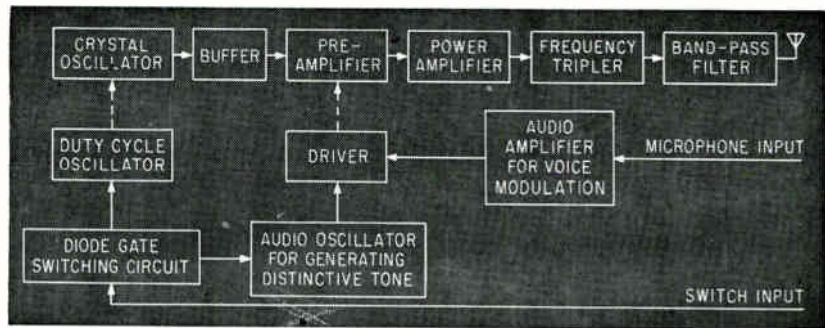 CRYSTAL
OSCILLATOR
BUFFER
PRE-
AMPLIFIER
POWER
AMPLIFIER
FREQUENCY
TRIPLER
BAND-PASS
FILTER
DUTY CYCLE
OSCILLATOR
DRIVER
AUDIO
AMPLIFIER
FOR VOICE
MODULATION
MICROPHONE INPUT
DIODE GATE
SWITCHING CIRCUIT
AUDIO OSCILLATOR
FOR GENERATING
DISTINCTIVE TONE
SWITCH INPUT